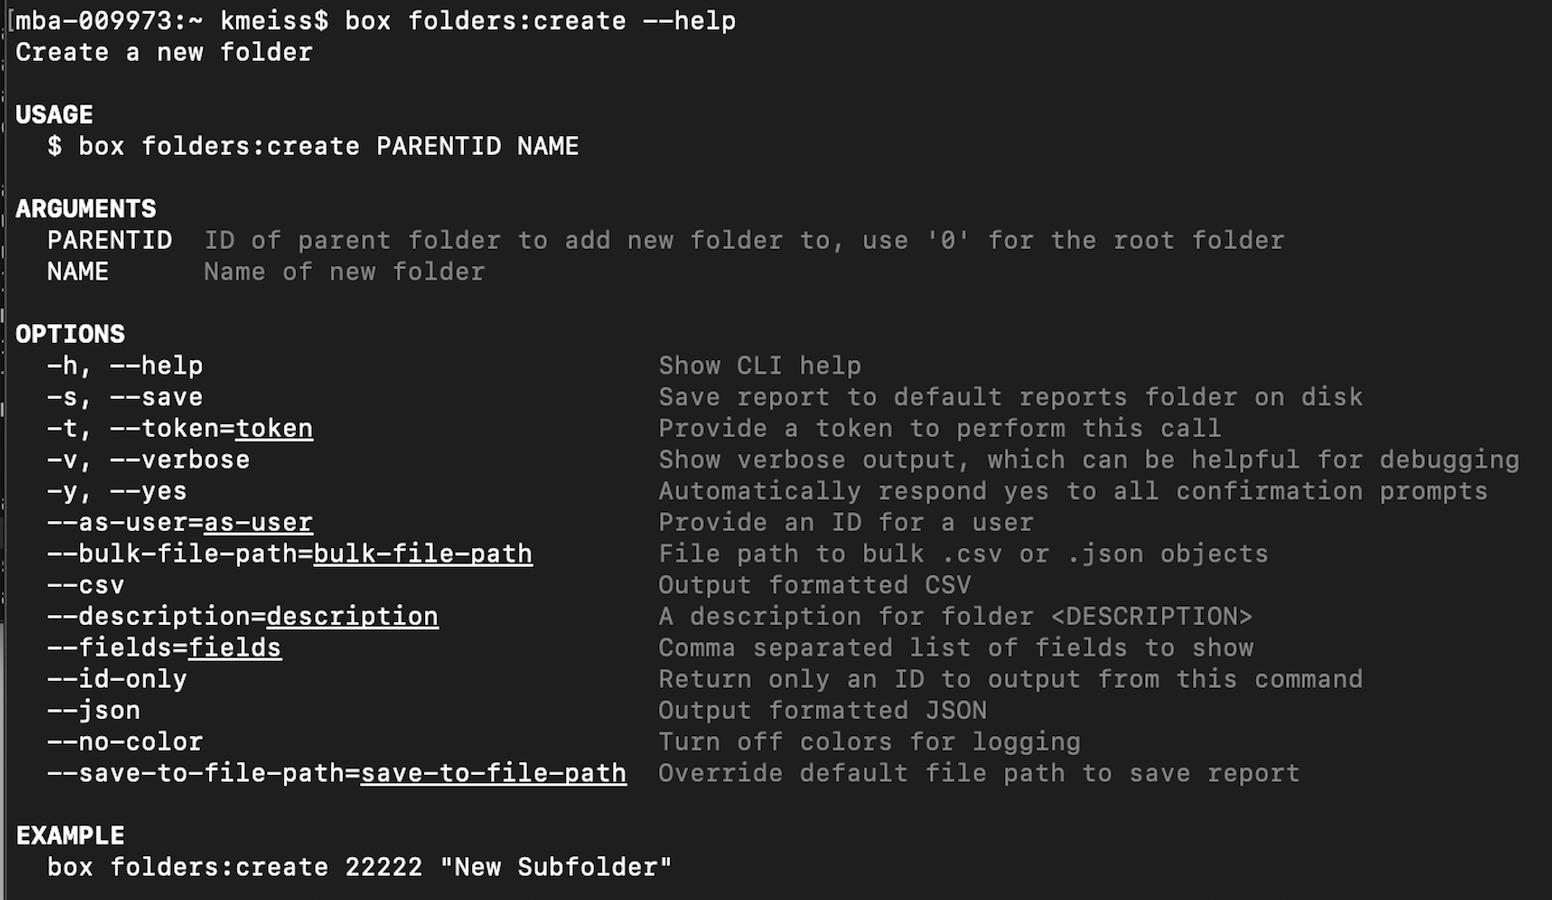 [mba-009973:~ kmeiss$ box folders:create --help
Create a new folder
USAGE
$ box folders:create PARENTID NAME
ARGUMENTS
PARENTID  ID of parent folder to add new folder to, use '0' for the root folder
NAME      Name of new folder
OPTIONS
-h, --help                             Show CLI help
-s, --save                             Save report to default reports folder on disk
-t, --token=token                      Provide a token to perform this call
-v, --verbose                          Show verbose output, which can be helpful for debugging
-y, --yes                              Automatically respond yes to all confirmation prompts
--as-user=as-user                      Provide an ID for a user
--bulk-file-path=bulk-file-path        File path to bulk .csv or .json objects
--csv                                  Output formatted CSV
--description=description              A description for folder <DESCRIPTION>
--fields=fields                        Comma separated list of fields to show
--id-only                              Return only an ID to output from this command
--json                                 Output formatted JSON
--no-color                             Turn off colors for logging
--save-to-file-path=save-to-file-path  Override default file path to save report
EXAMPLE
box folders:create 22222 "New Subfolder"